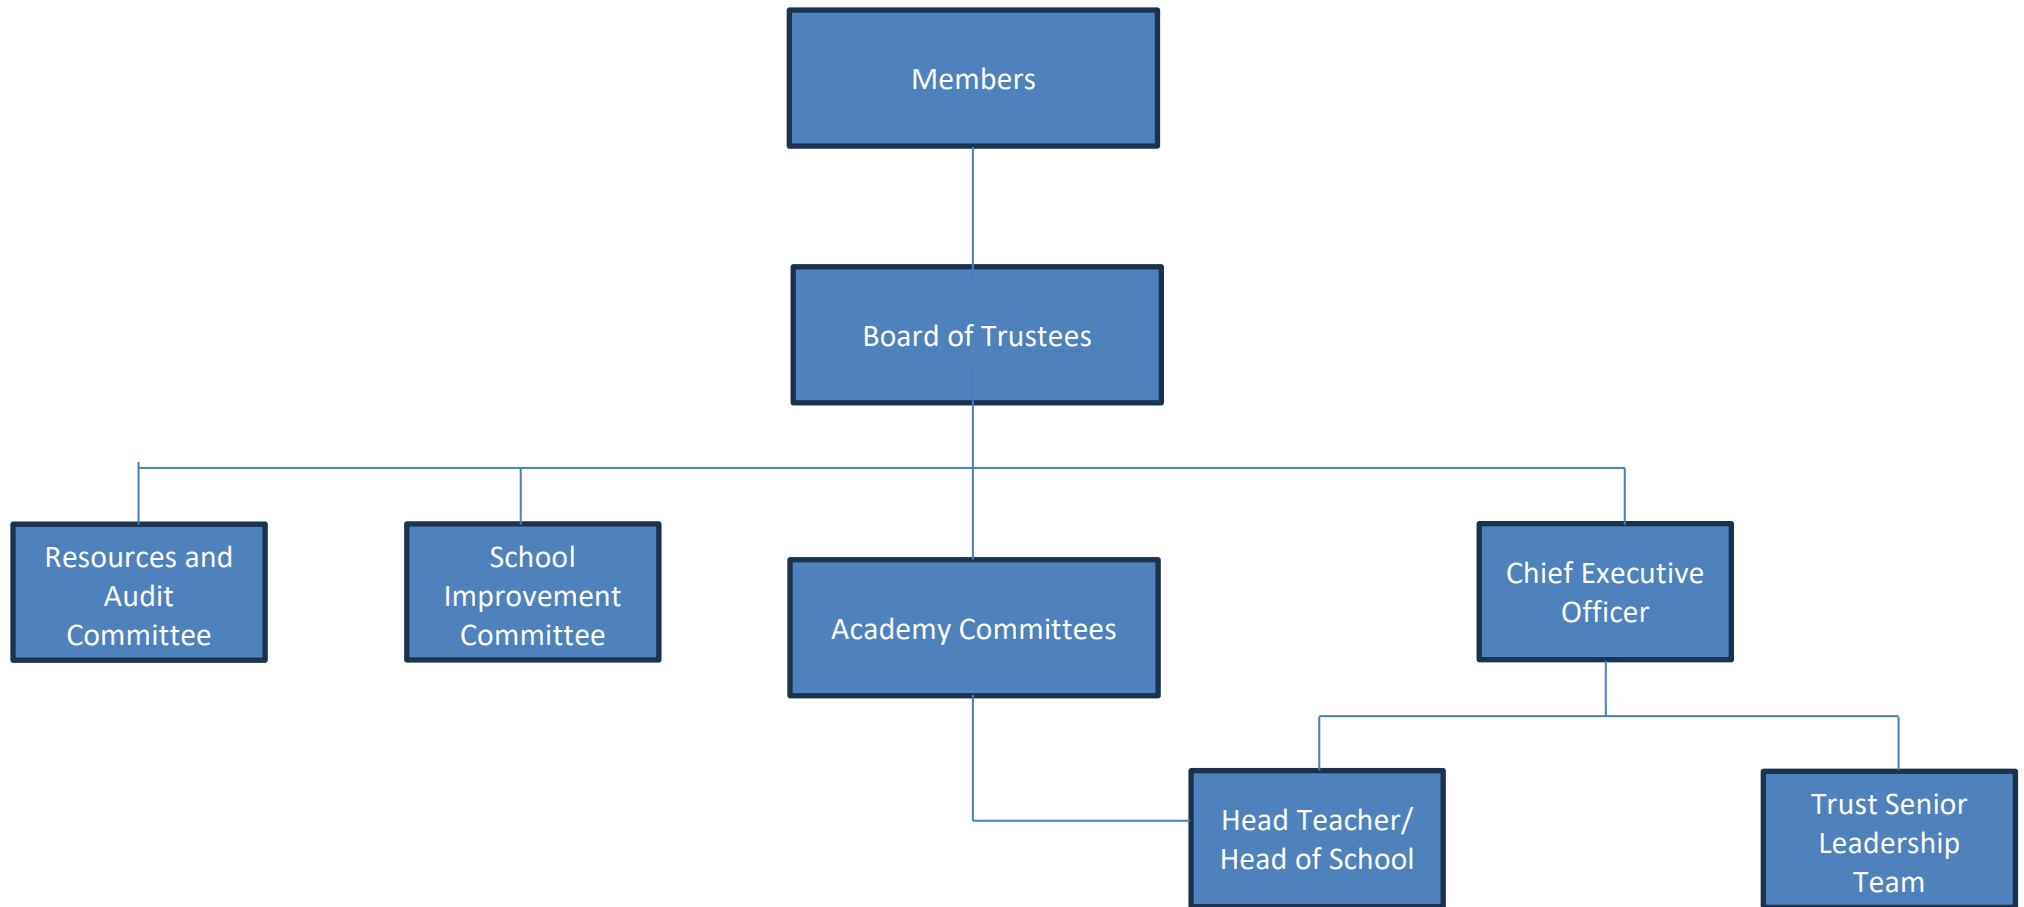 Members
Board of Trustees
Resources and
Audit
Committee
School
Improvement
Committee
Academy Committees
Chief Executive
Officer
Head Teacher/
Head of School
Trust Senior
Leadership
Team